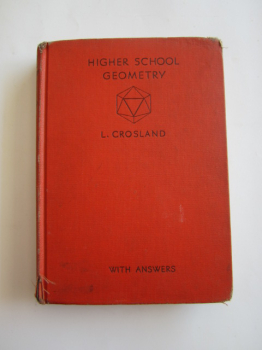 HIGHER SCHOOL
GEOMETRY
L. CROSLAND
WITH ANSWERS